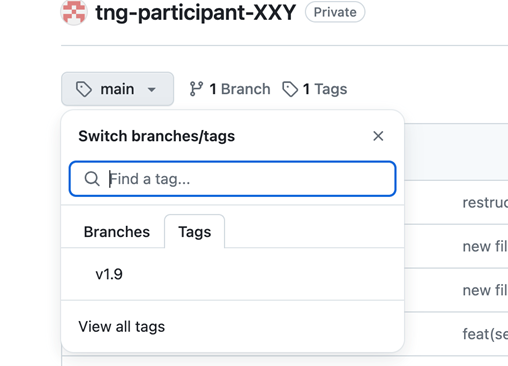 tng-participant-XXY Private
main 1 Branch 1 Tags
Switch branches/tags
Find a tag...
Branches Tags
v1.9
View all tags
restruc
new fil
new fil
feat(se